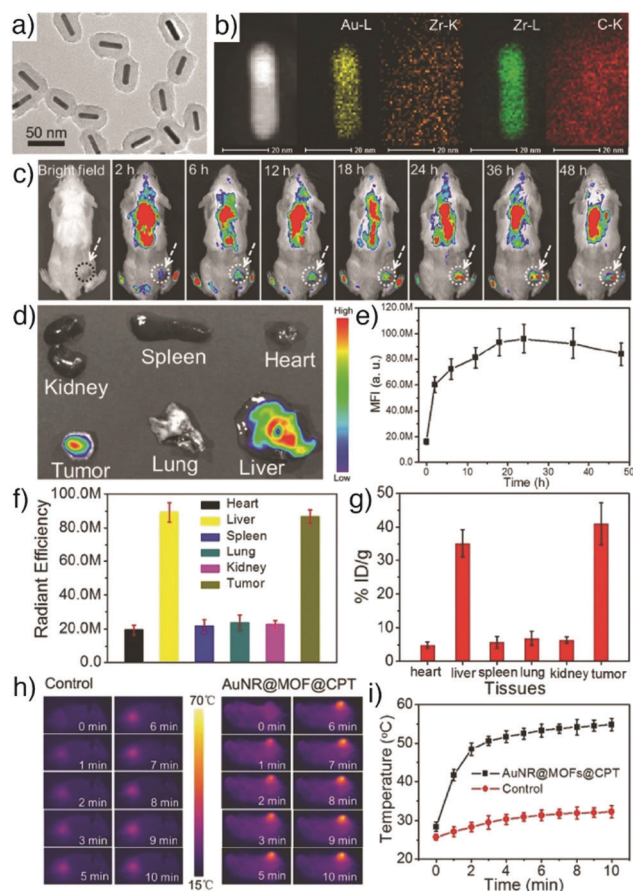 a)
50 nm
b)
Au-L Zr-K Zr-L C-K
20 nm 20 nm 20 nm 20 nm 20 nm
c)
Bright field 2 h 6 h 12 h 18 h 24 h 36 h 48 h
d)
Kidney Spleen Heart
Tumor Lung Liver
High
Low
e)
MFI (a. u.)
100.0M
80.0M
60.0M
40.0M
20.0M
0.0
0 10 20 30 40 50
Time (h)
f)
Radiant Efficiency
100.0M
80.0M
60.0M
40.0M
20.0M
0.0
Heart
Liver
Spleen
Lung
Kidney
Tumor
g)
% ID/g
50
40
30
20
10
0
heart liver spleen lung kidney tumor
Tissues
h)
Control
0 min 6 min
1 min 7 min
2 min 8 min
3 min 9 min
5 min 10 min
70℃
15℃
AuNR@MOF@CPT
0 min 6 min
1 min 7 min
2 min 8 min
3 min 9 min
5 min 10 min
i)
Temperature (°C)
60
50
40
30
20
AuNR@MOFs@CPT
Control
0 2 4 6 8 10
Time (min)